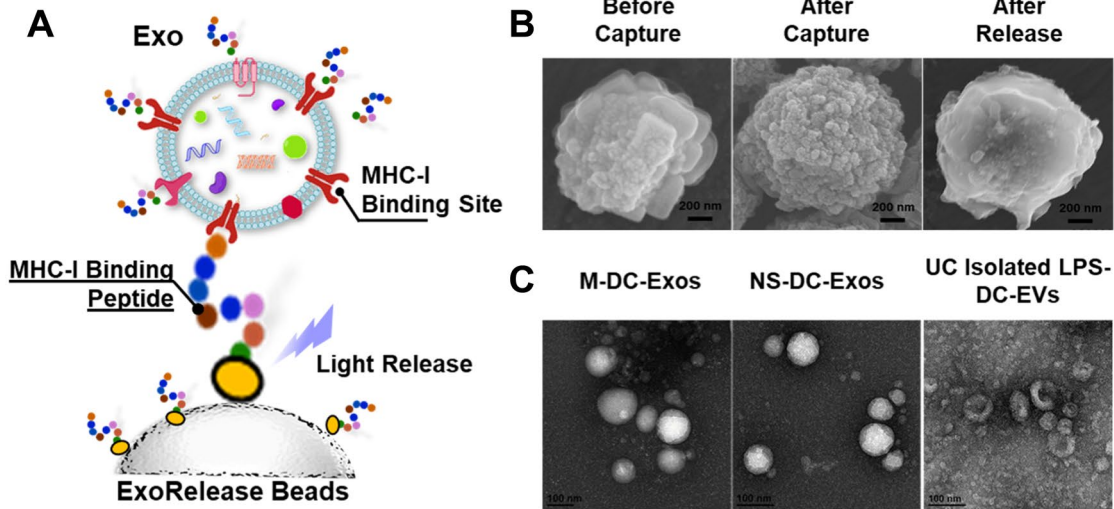 A
Exo
MHC-I
Binding Site
MHC-I Binding
Peptide
Light Release
ExoRelease Beads
B
Before
Capture
After
Capture
After
Release
200 nm
200 nm
200 nm
C
M-DC-Exos
NS-DC-Exos
UC Isolated LPS-
DC-EVs
100 nm
100 nm
100 nm